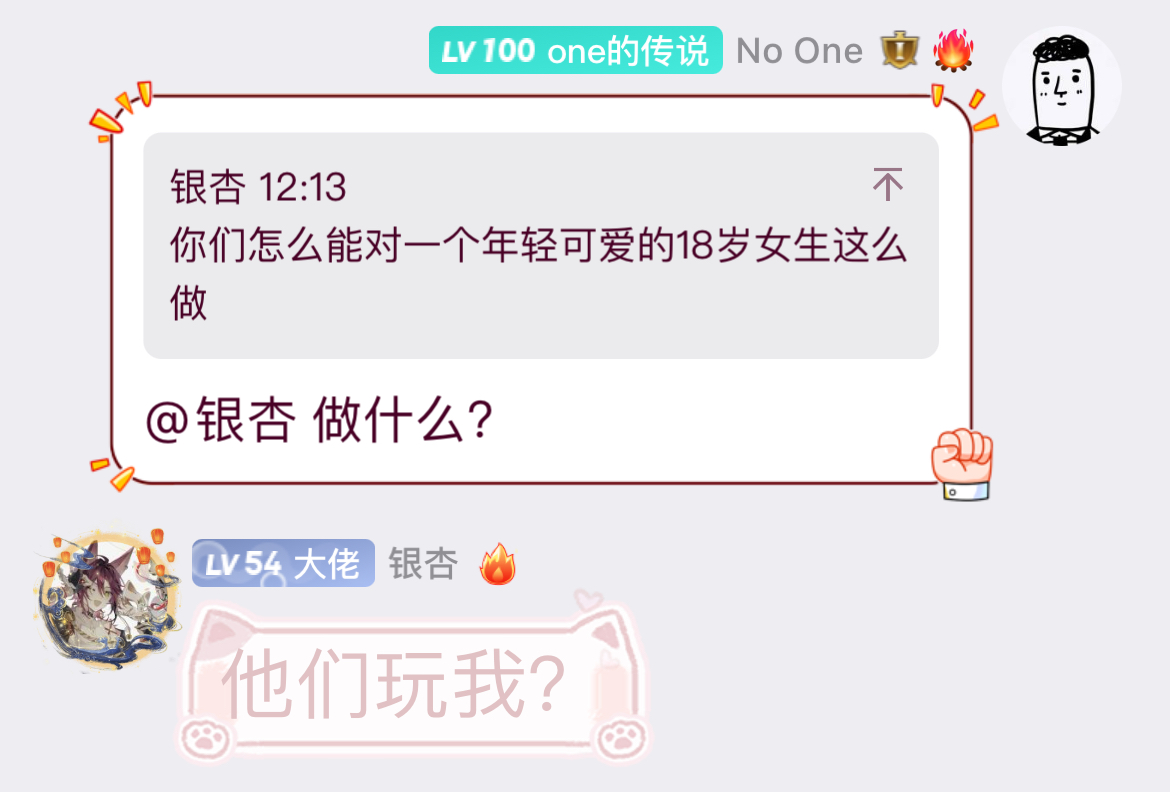 LV 100 one的传说 No One
银杏 12:13
你们怎么能对一个年轻可爱的18岁女生这么
做
@银杏 做什么?
LV 54 大佬 银杏
他们玩我?